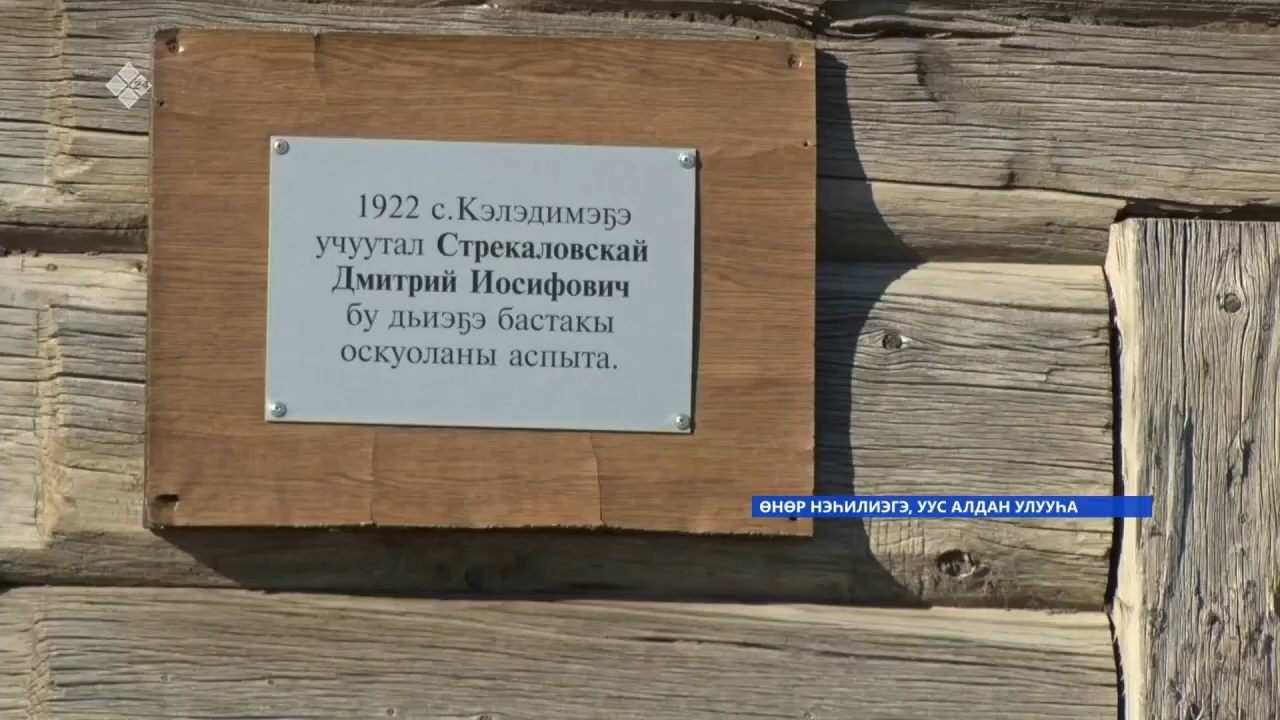 1922 с.Кэлэдимэҕэ
учуутал Стрекаловскай
Дмитрий Иосифович
бу дьиэҕэ бастакы
оскуоланы аспыта.
ӨНӨР НЭҺИЛИЭГЭ, УУС АЛДАН УЛУУҺА